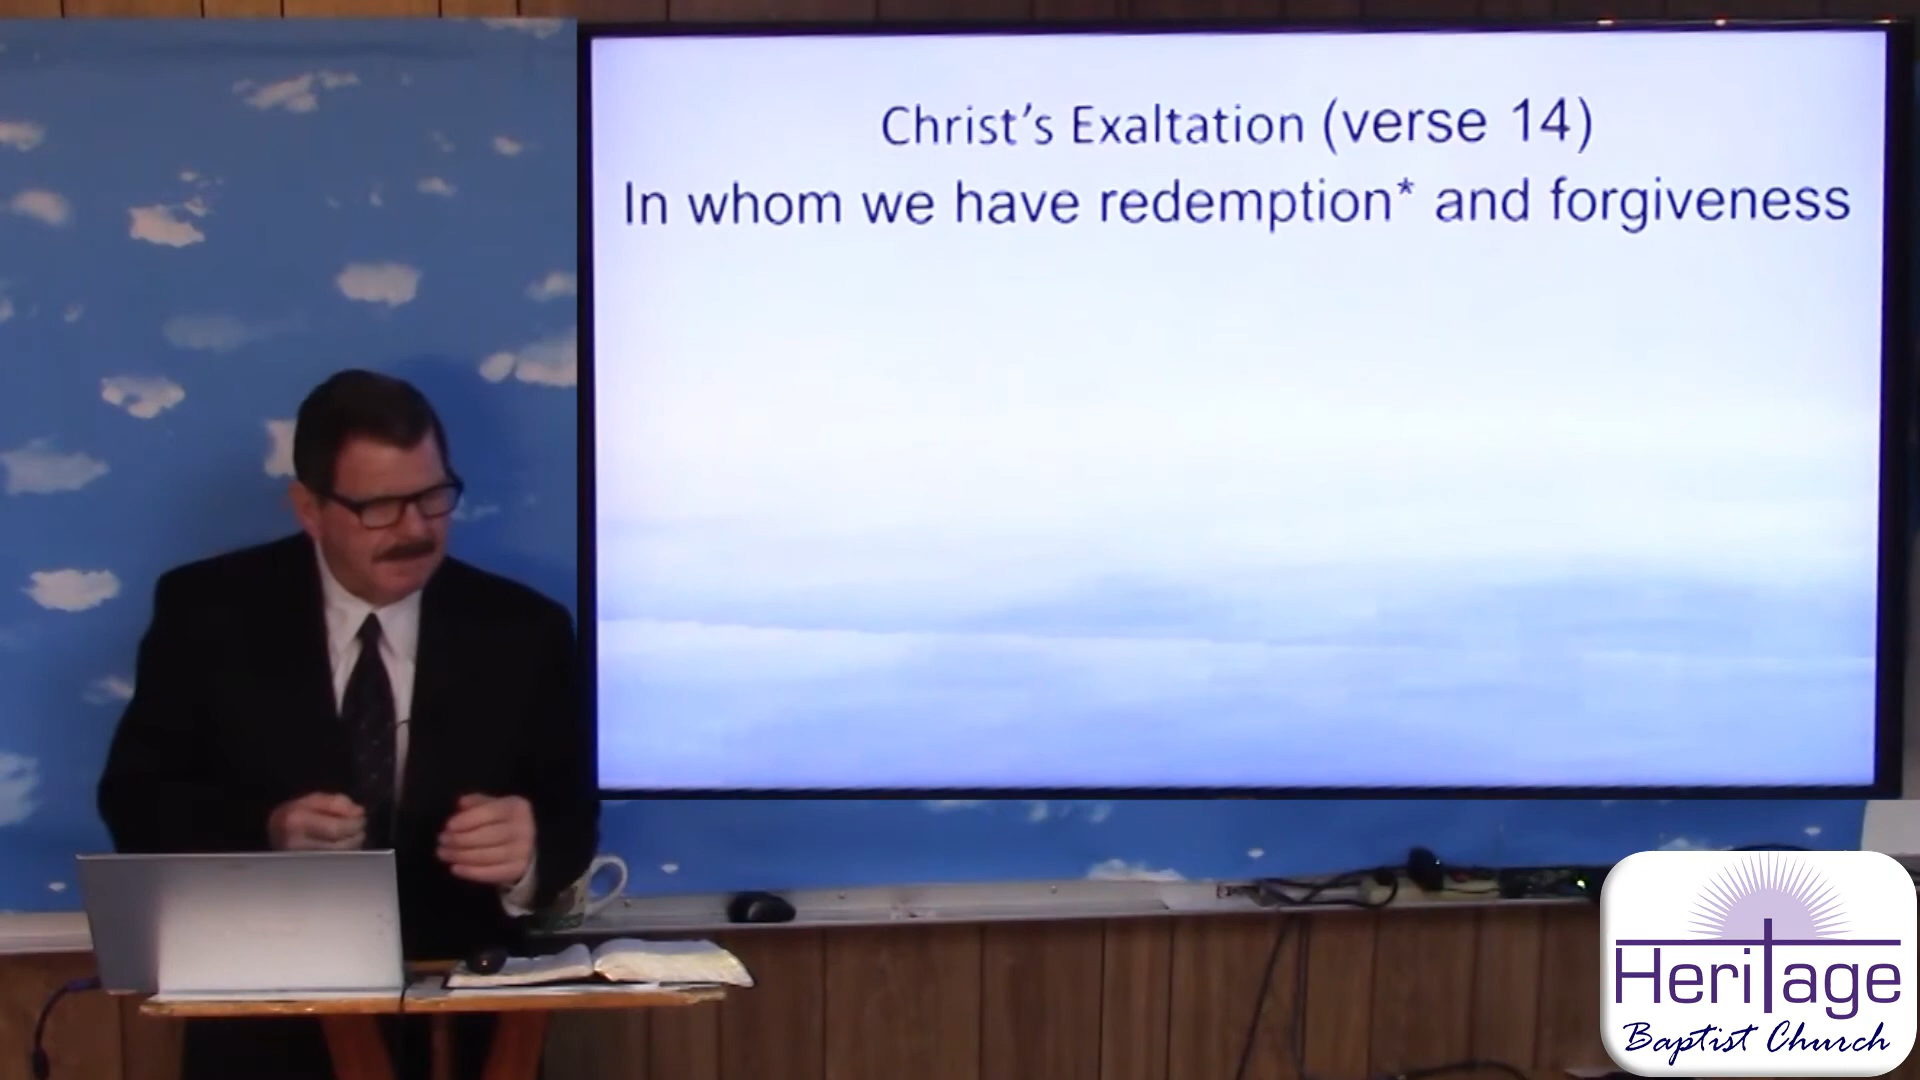 Christ’s Exaltation (verse 14)
In whom we have redemption* and forgiveness
Heritage
Baptist Church